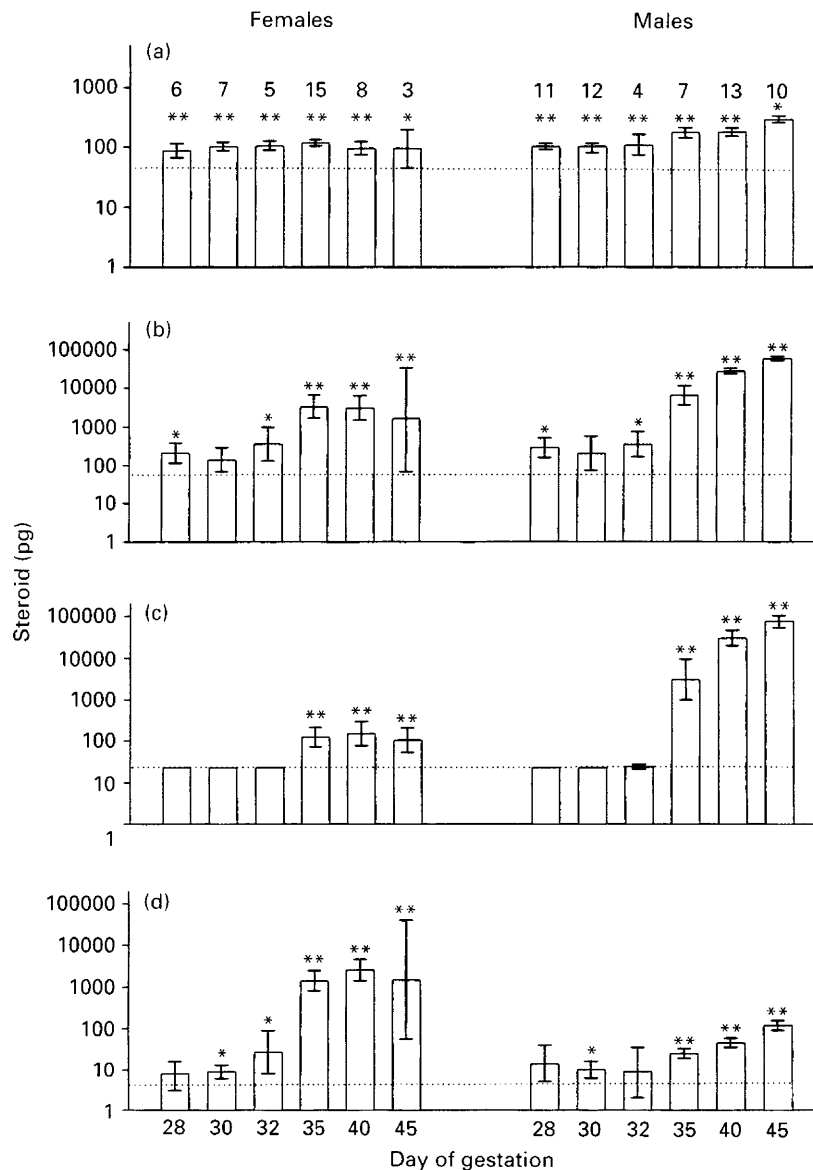 Females Males
(a)
6 7 5 15 8 3 11 12 4 7 13 10
** ** ** ** ** * ** ** ** ** ** *
1000
100
10
1
(b)
100000
10000
1000
100
10
1
* * ** ** ** * * ** ** **
Steroid (pg)
(c)
100000
10000
1000
100
10
1
** ** ** ** ** **
(d)
100000
10000
1000
100
10
1
* * ** ** ** * ** ** **
28 30 32 35 40 45 28 30 32 35 40 45
Day of gestation